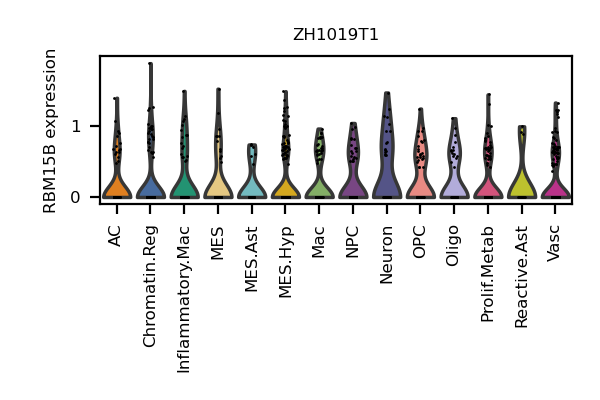 ZH1019T1
RBM15B expression
1
0
AC
Chromatin.Reg
Inflammatory.Mac
MES
MES.Ast
MES.Hyp
Mac
NPC
Neuron
OPC
Oligo
Prolif.Metab
Reactive.Ast
Vasc